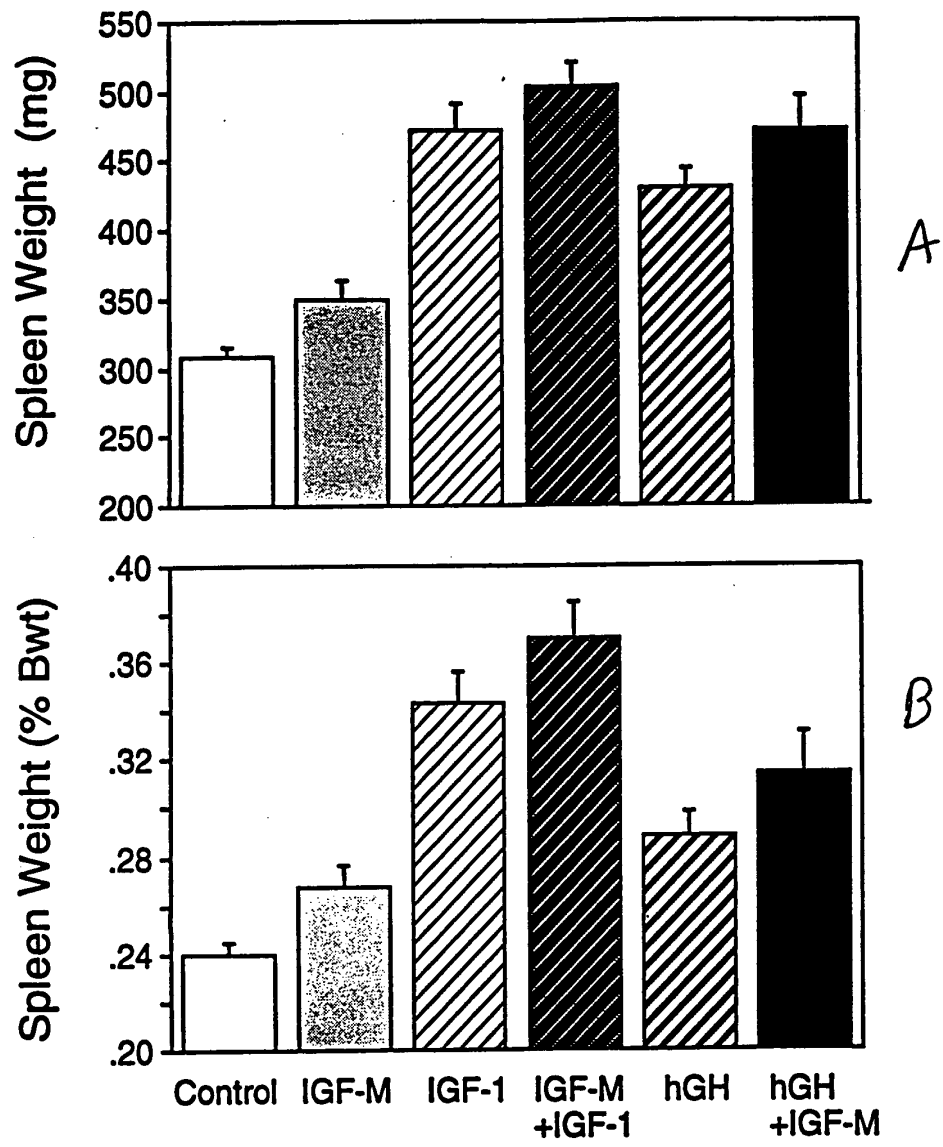 Spleen Weight (mg)
550
500
450
400
350
300
250
200
A
Spleen Weight (% Bwt)
.40
.36
.32
.28
.24
.20
B
Control IGF-M IGF-1 IGF-M +IGF-1 hGH hGH +IGF-M